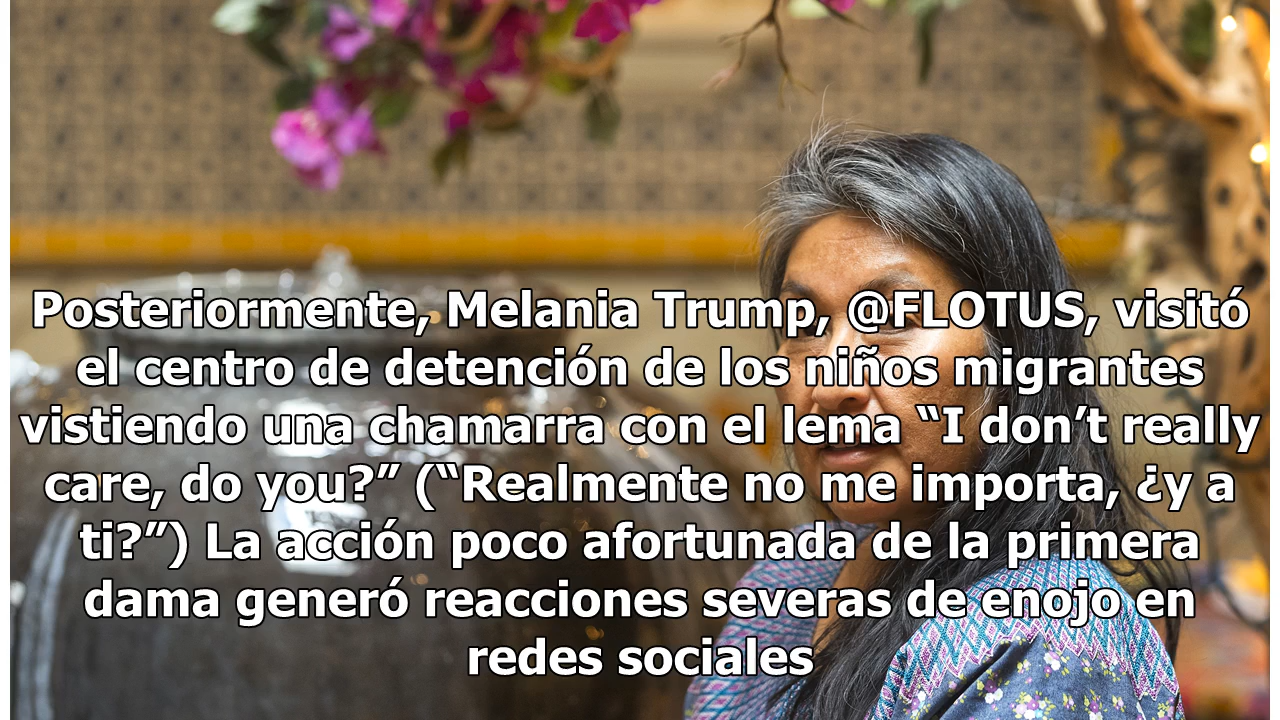 Posteriormente, Melania Trump, @FLOTUS, visitó
el centro de detención de los niños migrantes
vistiendo una chamarra con el lema “I don’t really
care, do you?” (“Realmente no me importa, ¿y a
ti?”) La acción poco afortunada de la primera
dama generó reacciones severas de enojo en
redes sociales